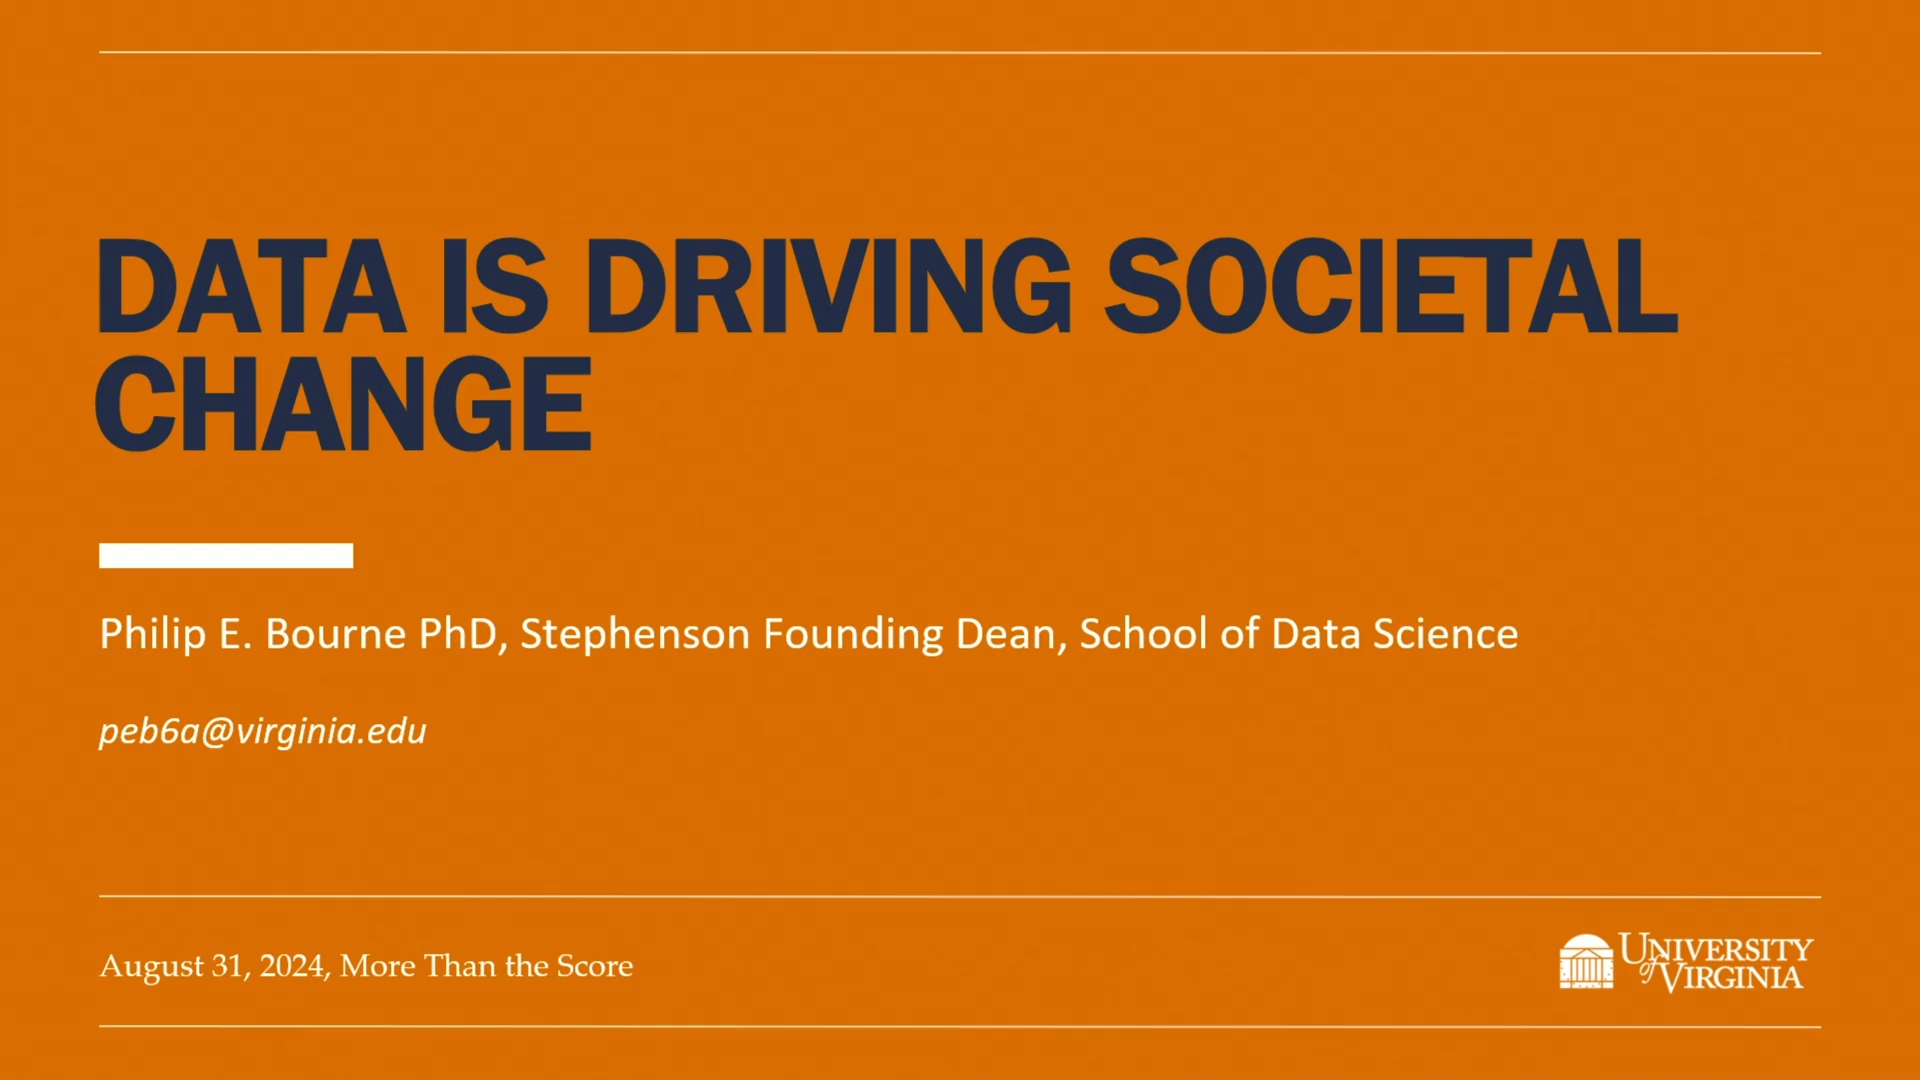 DATA IS DRIVING SOCIETAL
CHANGE
Philip E. Bourne PhD, Stephenson Founding Dean, School of Data Science
peb6a@virginia.edu
August 31, 2024, More Than the Score
UNIVERSITY
of VIRGINIA